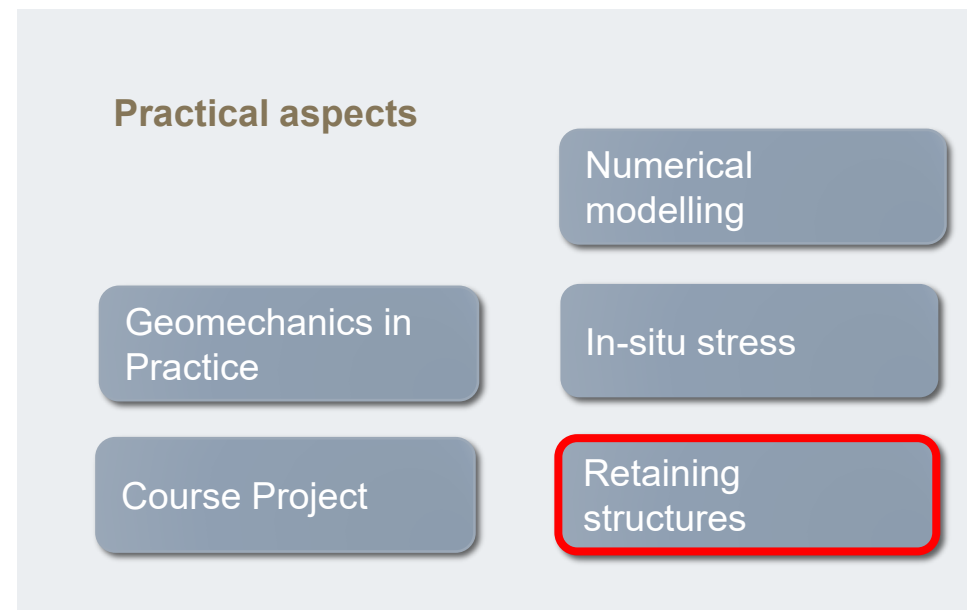 Practical aspects
Numerical
modelling
Geomechanics in
Practice
In-situ stress
Course Project
Retaining
structures